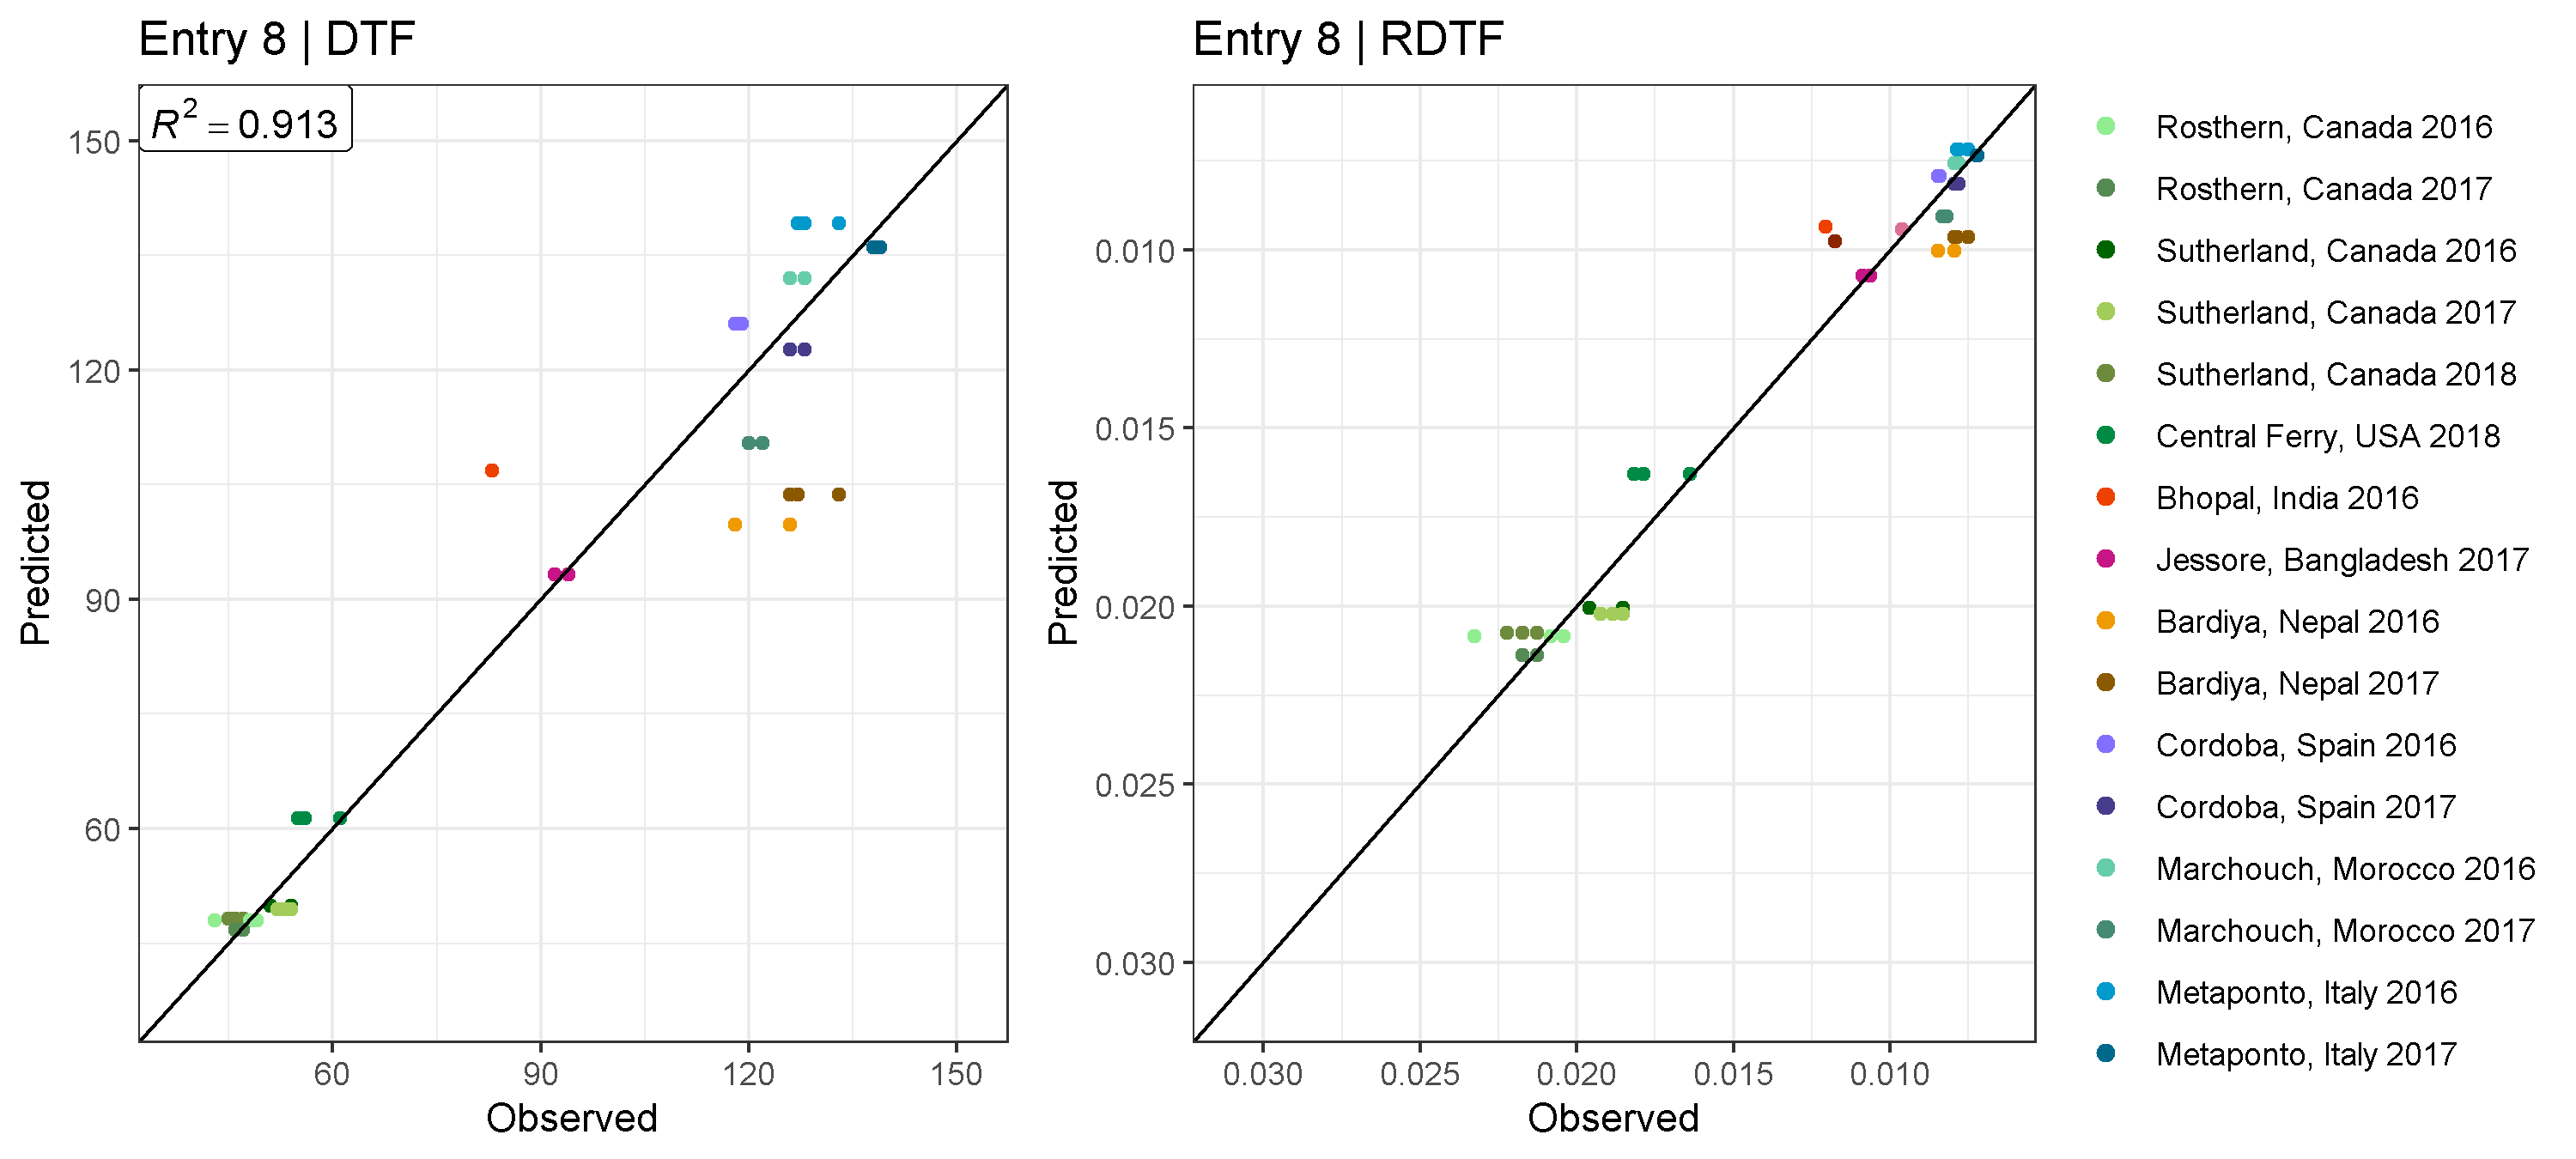 Entry 8 | DTF
R² = 0.913
150
120
90
60
Predicted
60 90 120 150
Observed
Entry 8 | RDTF
0.010
0.015
0.020
0.025
0.030
Predicted
0.030 0.025 0.020 0.015 0.010
Observed
Rosthern, Canada 2016
Rosthern, Canada 2017
Sutherland, Canada 2016
Sutherland, Canada 2017
Sutherland, Canada 2018
Central Ferry, USA 2018
Bhopal, India 2016
Jessore, Bangladesh 2017
Bardiya, Nepal 2016
Bardiya, Nepal 2017
Cordoba, Spain 2016
Cordoba, Spain 2017
Marchouch, Morocco 2016
Marchouch, Morocco 2017
Metaponto, Italy 2016
Metaponto, Italy 2017